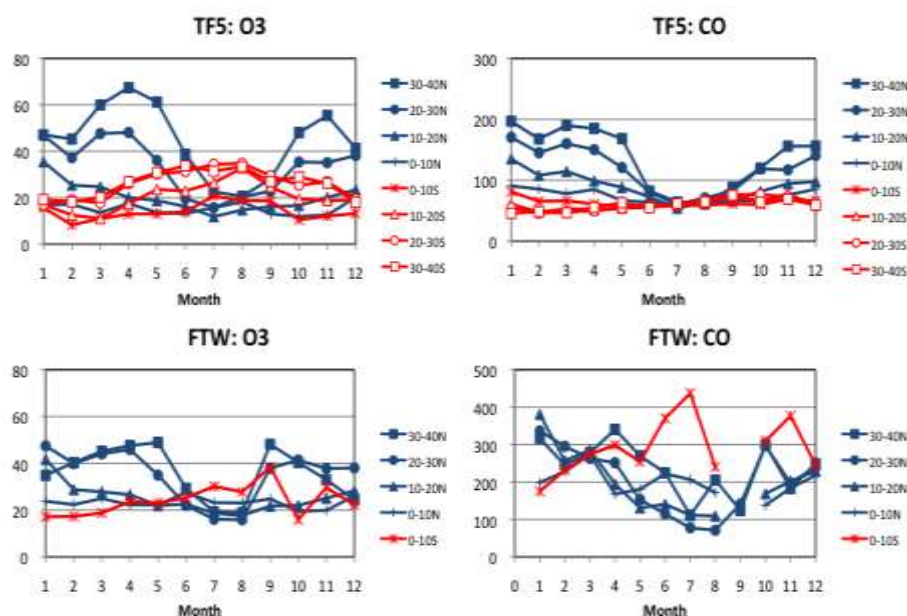 TF5: O3
80
60
40
20
0
1 2 3 4 5 6 7 8 9 10 11 12
Month
30-40N
20-30N
10-20N
0-10N
0-10S
10-20S
20-30S
30-40S
TF5: CO
300
200
100
0
1 2 3 4 5 6 7 8 9 10 11 12
Month
30-40N
20-30N
10-20N
0-10N
0-10S
10-20S
20-30S
30-40S
FTW: O3
80
60
40
20
0
1 2 3 4 5 6 7 8 9 10 11 12
Month
30-40N
20-30N
10-20N
0-10N
0-10S
FTW: CO
500
400
300
200
100
0
0 1 2 3 4 5 6 7 8 9 10 11 12
Month
30-40N
20-30N
10-20N
0-10N
0-10S